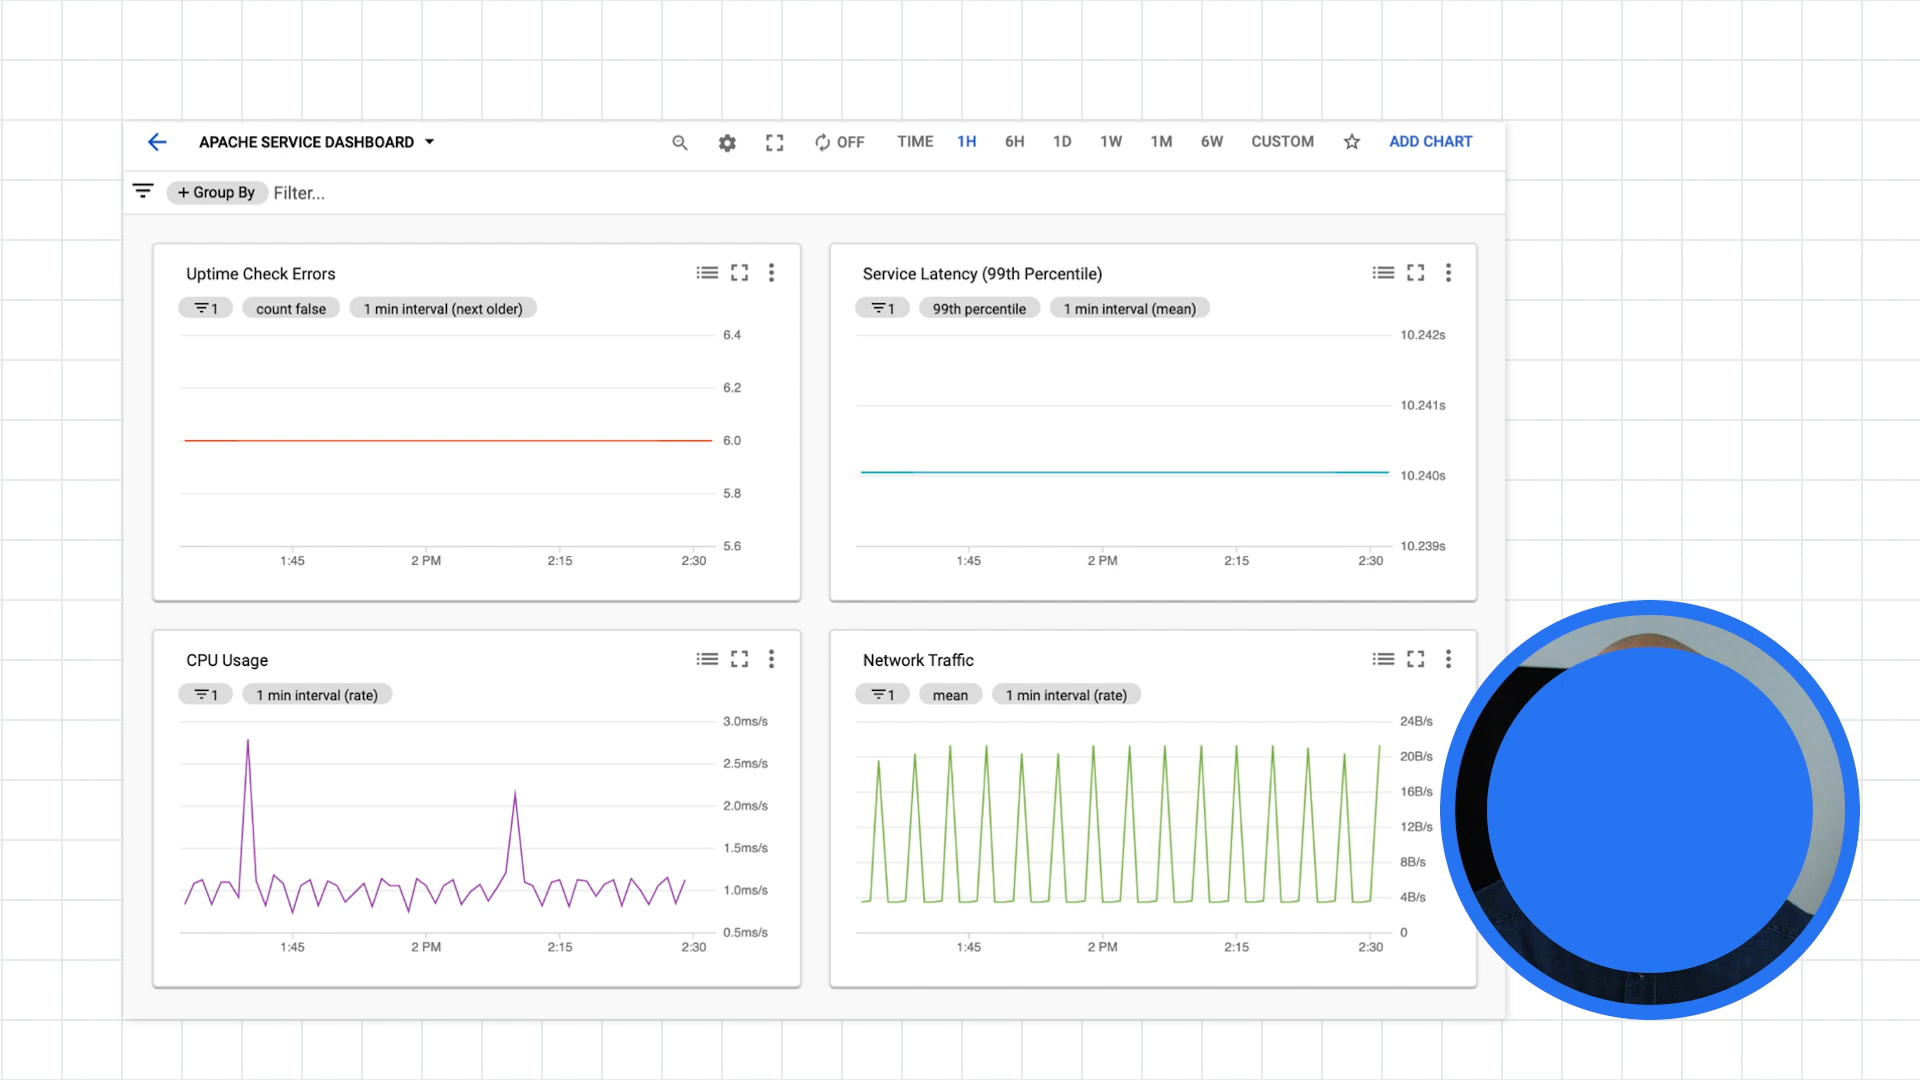 APACHE SERVICE DASHBOARD
OFF TIME 1H 6H 1D 1W 1M 6W CUSTOM ADD CHART
+ Group By Filter...
Uptime Check Errors
1 count false 1 min interval (next older)
6.4
6.2
6.0
5.8
5.6
1:45 2 PM 2:15 2:30
Service Latency (99th Percentile)
1 99th percentile 1 min interval (mean)
10.242s
10.241s
10.240s
10.239s
1:45 2 PM 2:15 2:30
CPU Usage
1 1 min interval (rate)
3.0ms/s
2.5ms/s
2.0ms/s
1.5ms/s
1.0ms/s
0.5ms/s
1:45 2 PM 2:15 2:30
Network Traffic
1 mean 1 min interval (rate)
24B/s
20B/s
16B/s
12B/s
8B/s
4B/s
0
1:45 2 PM 2:15 2:30